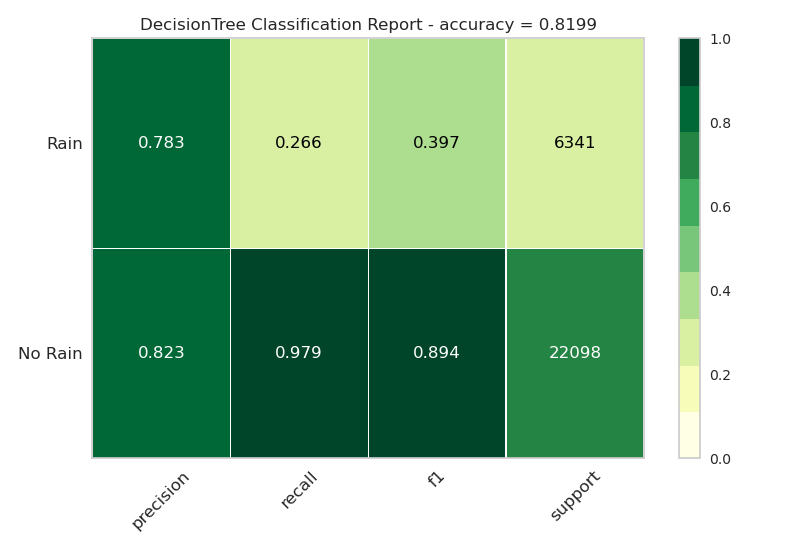 DecisionTree Classification Report - accuracy = 0.8199
Rain 0.783 0.266 0.397 6341
No Rain 0.823 0.979 0.894 22098
precision recall f1 support
1.0
0.8
0.6
0.4
0.2
0.0